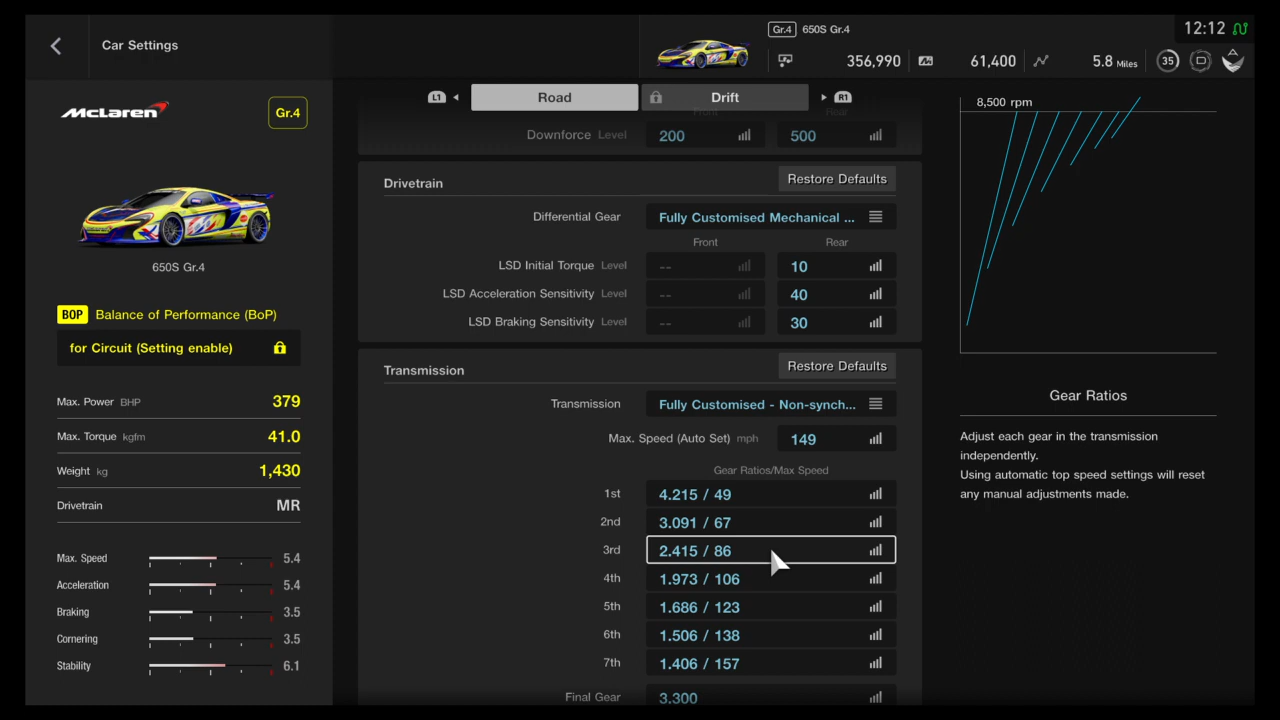 Car Settings
Gr.4 650S Gr.4
12:12
356,990 61,400 5.8 Miles 35
McLaren
Gr.4
650S Gr.4
BOP Balance of Performance (BoP)
for Circuit (Setting enable)
Max. Power BHP 379
Max. Torque kgfm 41.0
Weight kg 1,430
Drivetrain MR
Max. Speed 5.4
Acceleration 5.4
Braking 3.5
Cornering 3.5
Stability 6.1
L1 Road Drift R1
Front Rear
Downforce Level 200 500
Drivetrain Restore Defaults
Differential Gear Fully Customised Mechanical ...
Front Rear
LSD Initial Torque Level -- 10
LSD Acceleration Sensitivity Level -- 40
LSD Braking Sensitivity Level -- 30
Transmission Restore Defaults
Transmission Fully Customised - Non-synch...
Max. Speed (Auto Set) mph 149
Gear Ratios/Max Speed
1st 4.215 / 49
2nd 3.091 / 67
3rd 2.415 / 86
4th 1.973 / 106
5th 1.686 / 123
6th 1.506 / 138
7th 1.406 / 157
Final Gear 3.300
8,500 rpm
Gear Ratios
Adjust each gear in the transmission
independently.
Using automatic top speed settings will reset
any manual adjustments made.